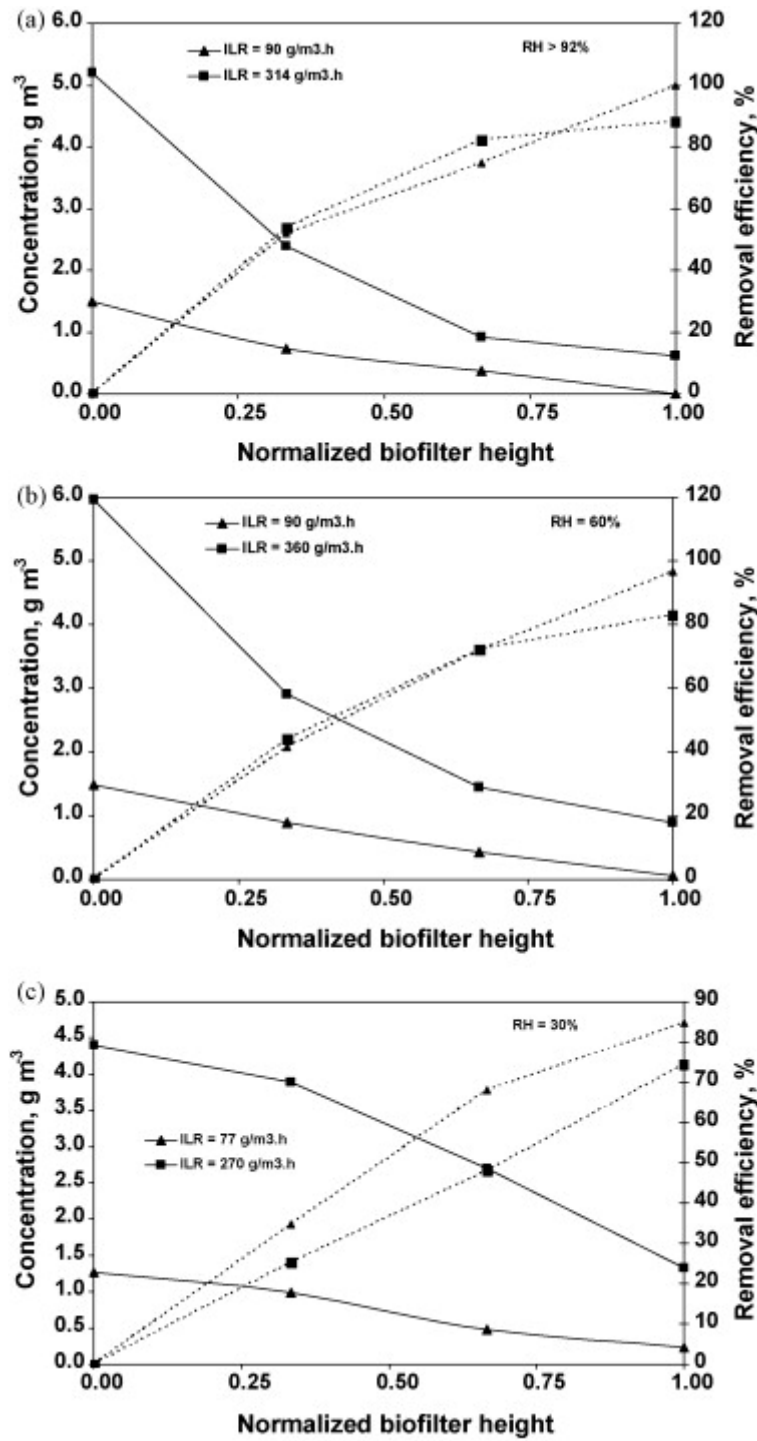 (a)
6.0
5.0
4.0
3.0
2.0
1.0
0.0
Concentration, g m-3
ILR = 90 g/m3.h
ILR = 314 g/m3.h
RH > 92%
120
100
80
60
40
20
0
Removal efficiency, %
0.00 0.25 0.50 0.75 1.00
Normalized biofilter height
(b)
6.0
5.0
4.0
3.0
2.0
1.0
0.0
Concentration, g m-3
ILR = 90 g/m3.h
ILR = 360 g/m3.h
RH = 60%
120
100
80
60
40
20
0
Removal efficiency, %
0.00 0.25 0.50 0.75 1.00
Normalized biofilter height
(c)
5.0
4.5
4.0
3.5
3.0
2.5
2.0
1.5
1.0
0.5
0.0
Concentration, g m-3
RH = 30%
ILR = 77 g/m3.h
ILR = 270 g/m3.h
90
80
70
60
50
40
30
20
10
0
Removal efficiency, %
0.00 0.25 0.50 0.75 1.00
Normalized biofilter height